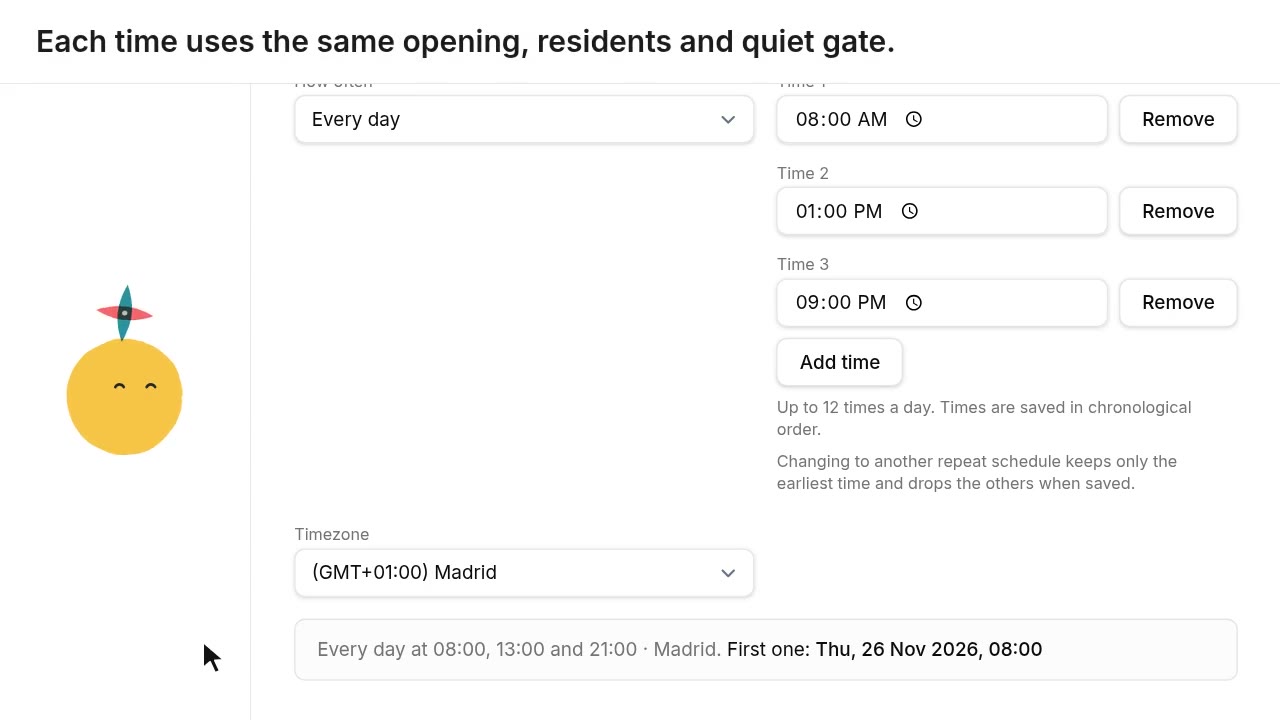 Each time uses the same opening, residents and quiet gate.
How often
Time 1
Every day
08:00 AM
Remove
Time 2
01:00 PM
Remove
Time 3
09:00 PM
Remove
Add time
Up to 12 times a day. Times are saved in chronological
order.
Changing to another repeat schedule keeps only the
earliest time and drops the others when saved.
Timezone
(GMT+01:00) Madrid
Every day at 08:00, 13:00 and 21:00 · Madrid. First one: Thu, 26 Nov 2026, 08:00